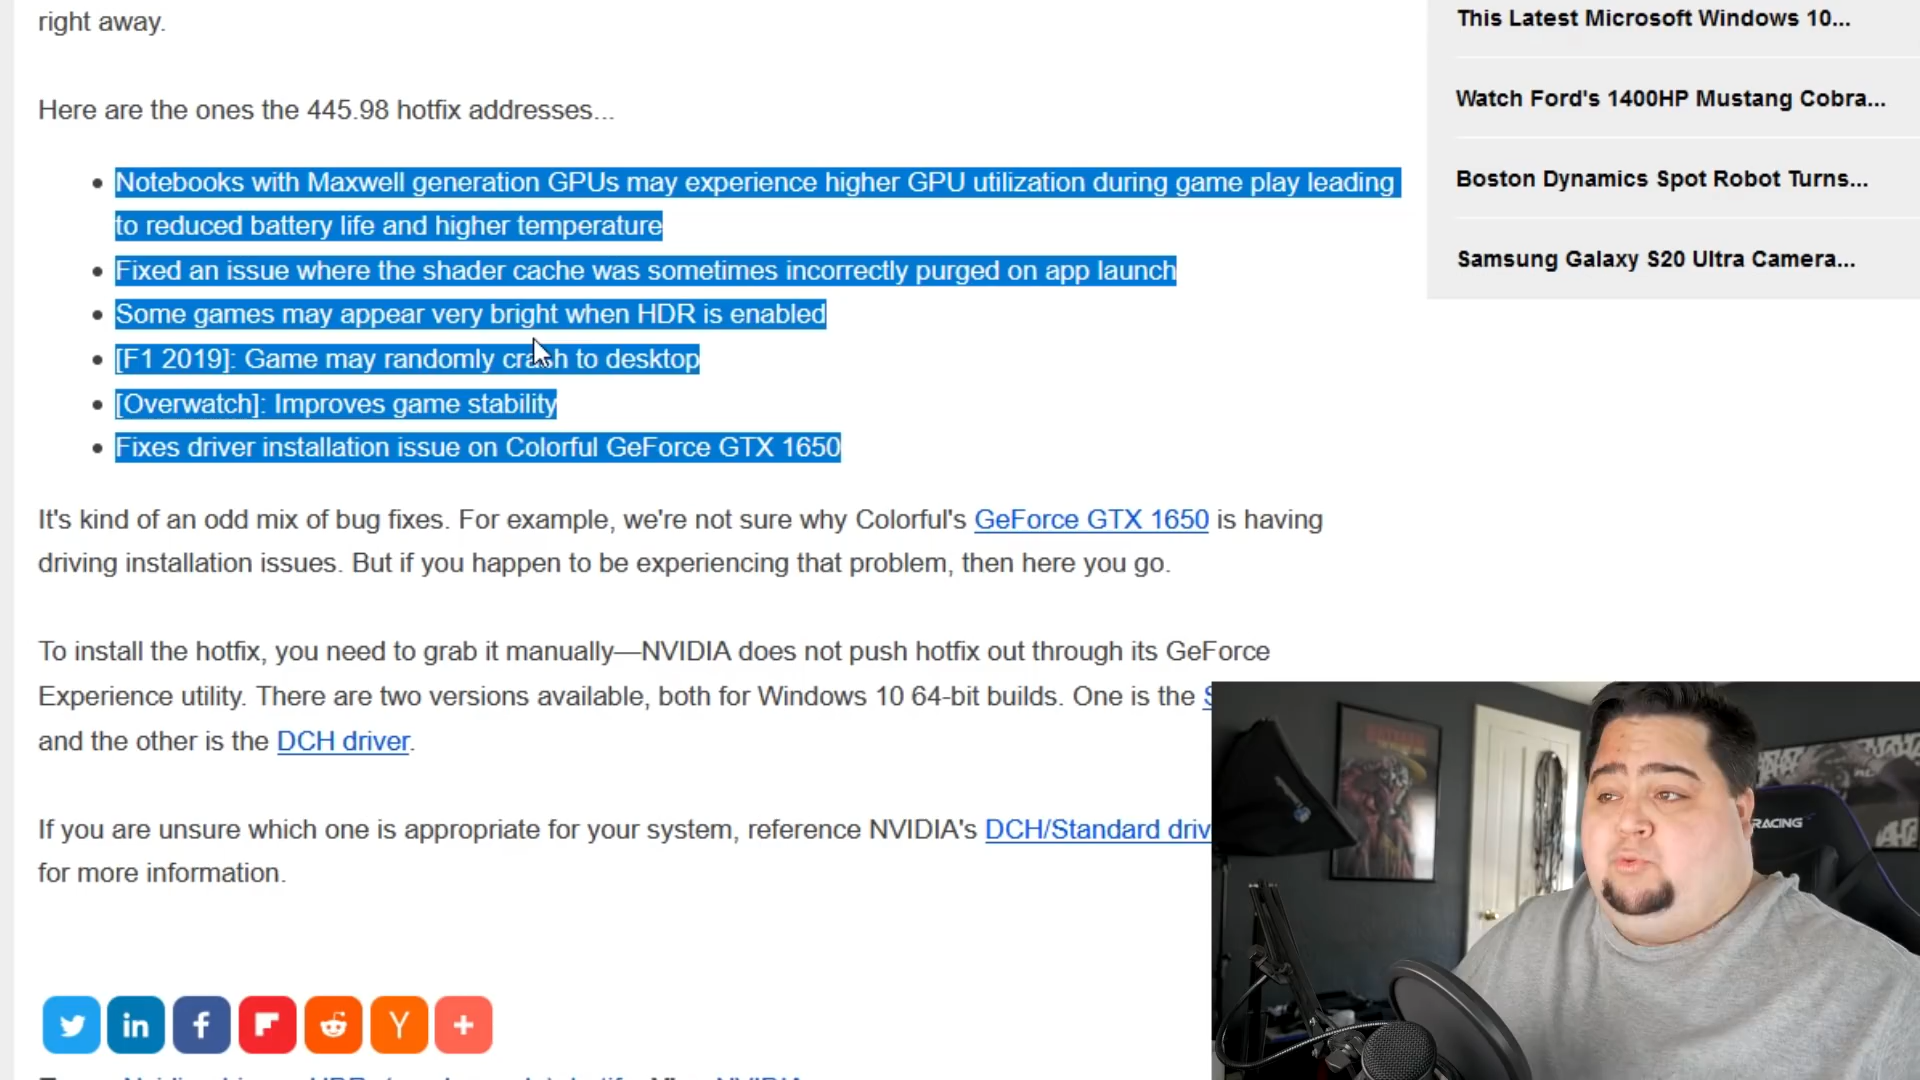 right away.
Here are the ones the 445.98 hotfix addresses...
Notebooks with Maxwell generation GPUs may experience higher GPU utilization during game play leading
to reduced battery life and higher temperature
Fixed an issue where the shader cache was sometimes incorrectly purged on app launch
Some games may appear very bright when HDR is enabled
[F1 2019]: Game may randomly crash to desktop
[Overwatch]: Improves game stability
Fixes driver installation issue on Colorful GeForce GTX 1650
It's kind of an odd mix of bug fixes. For example, we're not sure why Colorful's GeForce GTX 1650 is having
driving installation issues. But if you happen to be experiencing that problem, then here you go.
To install the hotfix, you need to grab it manually—NVIDIA does not push hotfix out through its GeForce
Experience utility. There are two versions available, both for Windows 10 64-bit builds. One is the
and the other is the DCH driver.
If you are unsure which one is appropriate for your system, reference NVIDIA's DCH/Standard driv
for more information.
This Latest Microsoft Windows 10...
Watch Ford's 1400HP Mustang Cobra...
Boston Dynamics Spot Robot Turns...
Samsung Galaxy S20 Ultra Camera...
RACING